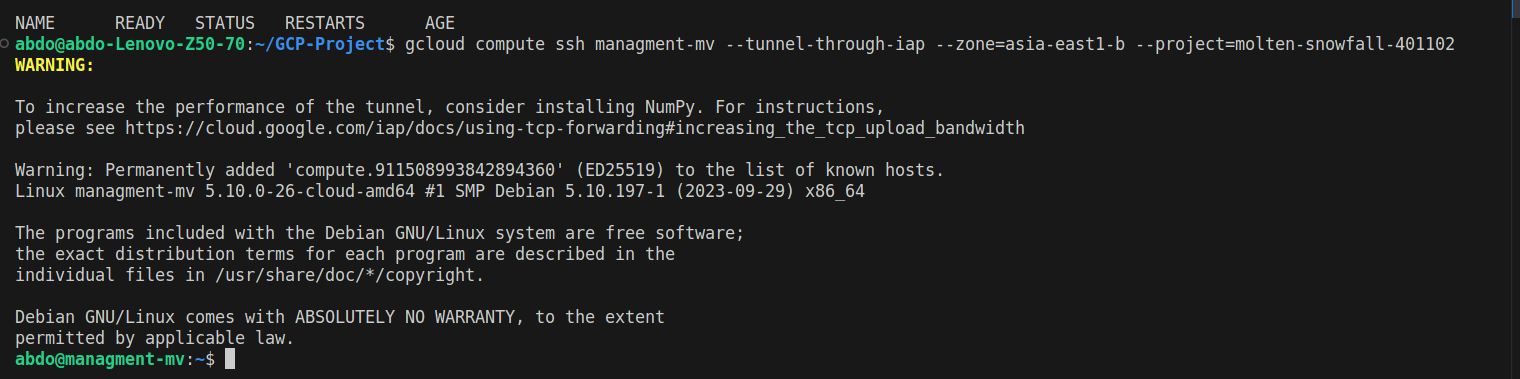 NAME      READY   STATUS   RESTARTS      AGE
abdo@abdo-Lenovo-Z50-70:~/GCP-Project$ gcloud compute ssh managment-mv --tunnel-through-iap --zone=asia-east1-b --project=molten-snowfall-401102
WARNING:

To increase the performance of the tunnel, consider installing NumPy. For instructions,
please see https://cloud.google.com/iap/docs/using-tcp-forwarding#increasing_the_tcp_upload_bandwidth

Warning: Permanently added 'compute.911508993842894360' (ED25519) to the list of known hosts.
Linux managment-mv 5.10.0-26-cloud-amd64 #1 SMP Debian 5.10.197-1 (2023-09-29) x86_64

The programs included with the Debian GNU/Linux system are free software;
the exact distribution terms for each program are described in the
individual files in /usr/share/doc/*/copyright.

Debian GNU/Linux comes with ABSOLUTELY NO WARRANTY, to the extent
permitted by applicable law.
abdo@managment-mv:~$